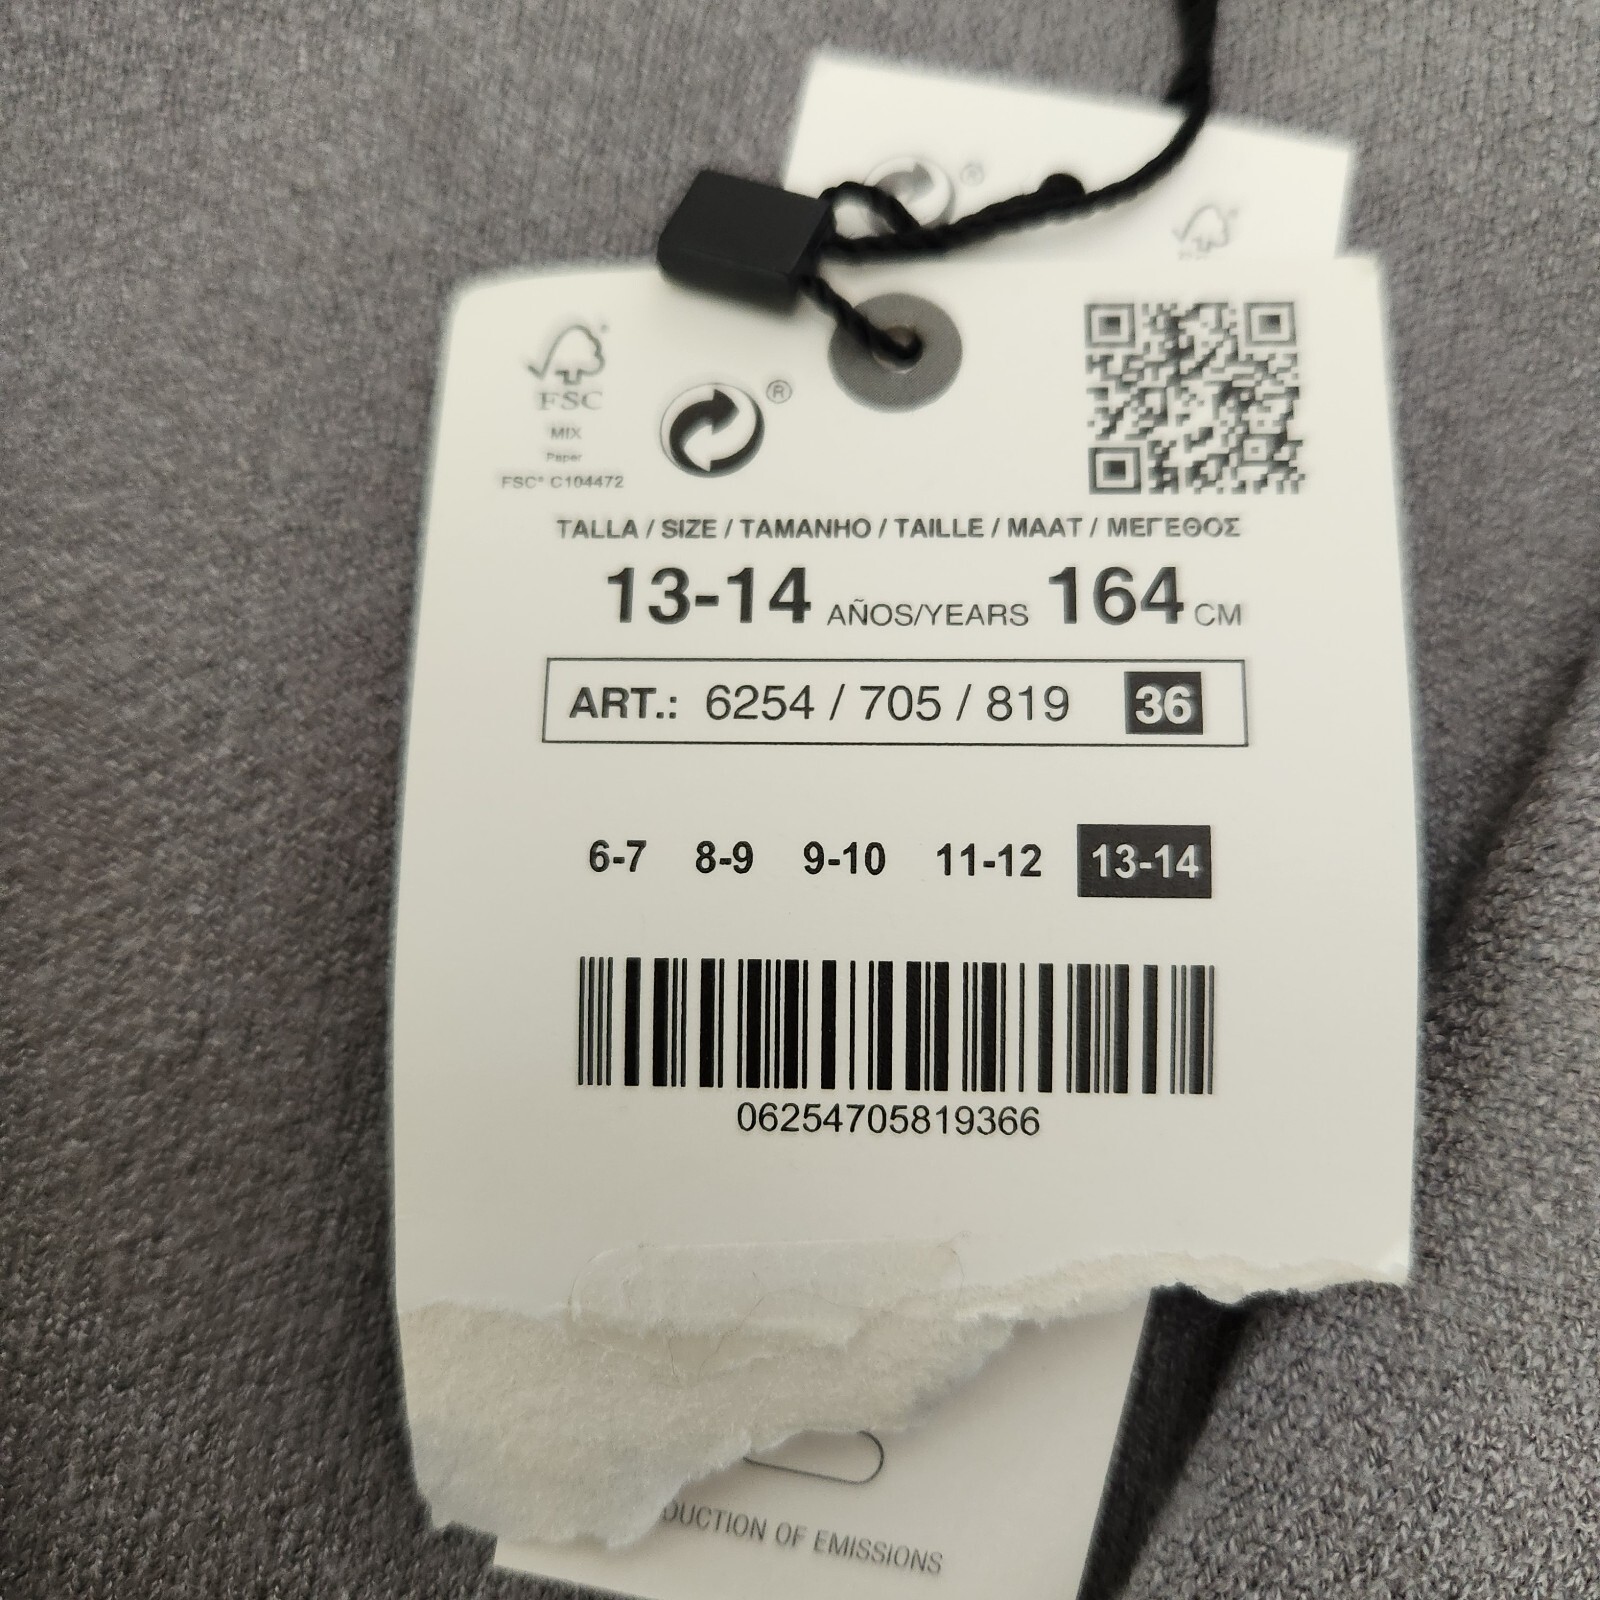 ®
FSC
MIX
Paper
FSC® C104472
®
TALLA / SIZE / TAMANHO / TAILLE / MAAT / ΜΕΓΕΘΟΣ
13-14 AÑOS/YEARS 164 CM
ART.: 6254 / 705 / 819 36
6-7 8-9 9-10 11-12 13-14
06254705819366
DUCTION OF EMISSIONS